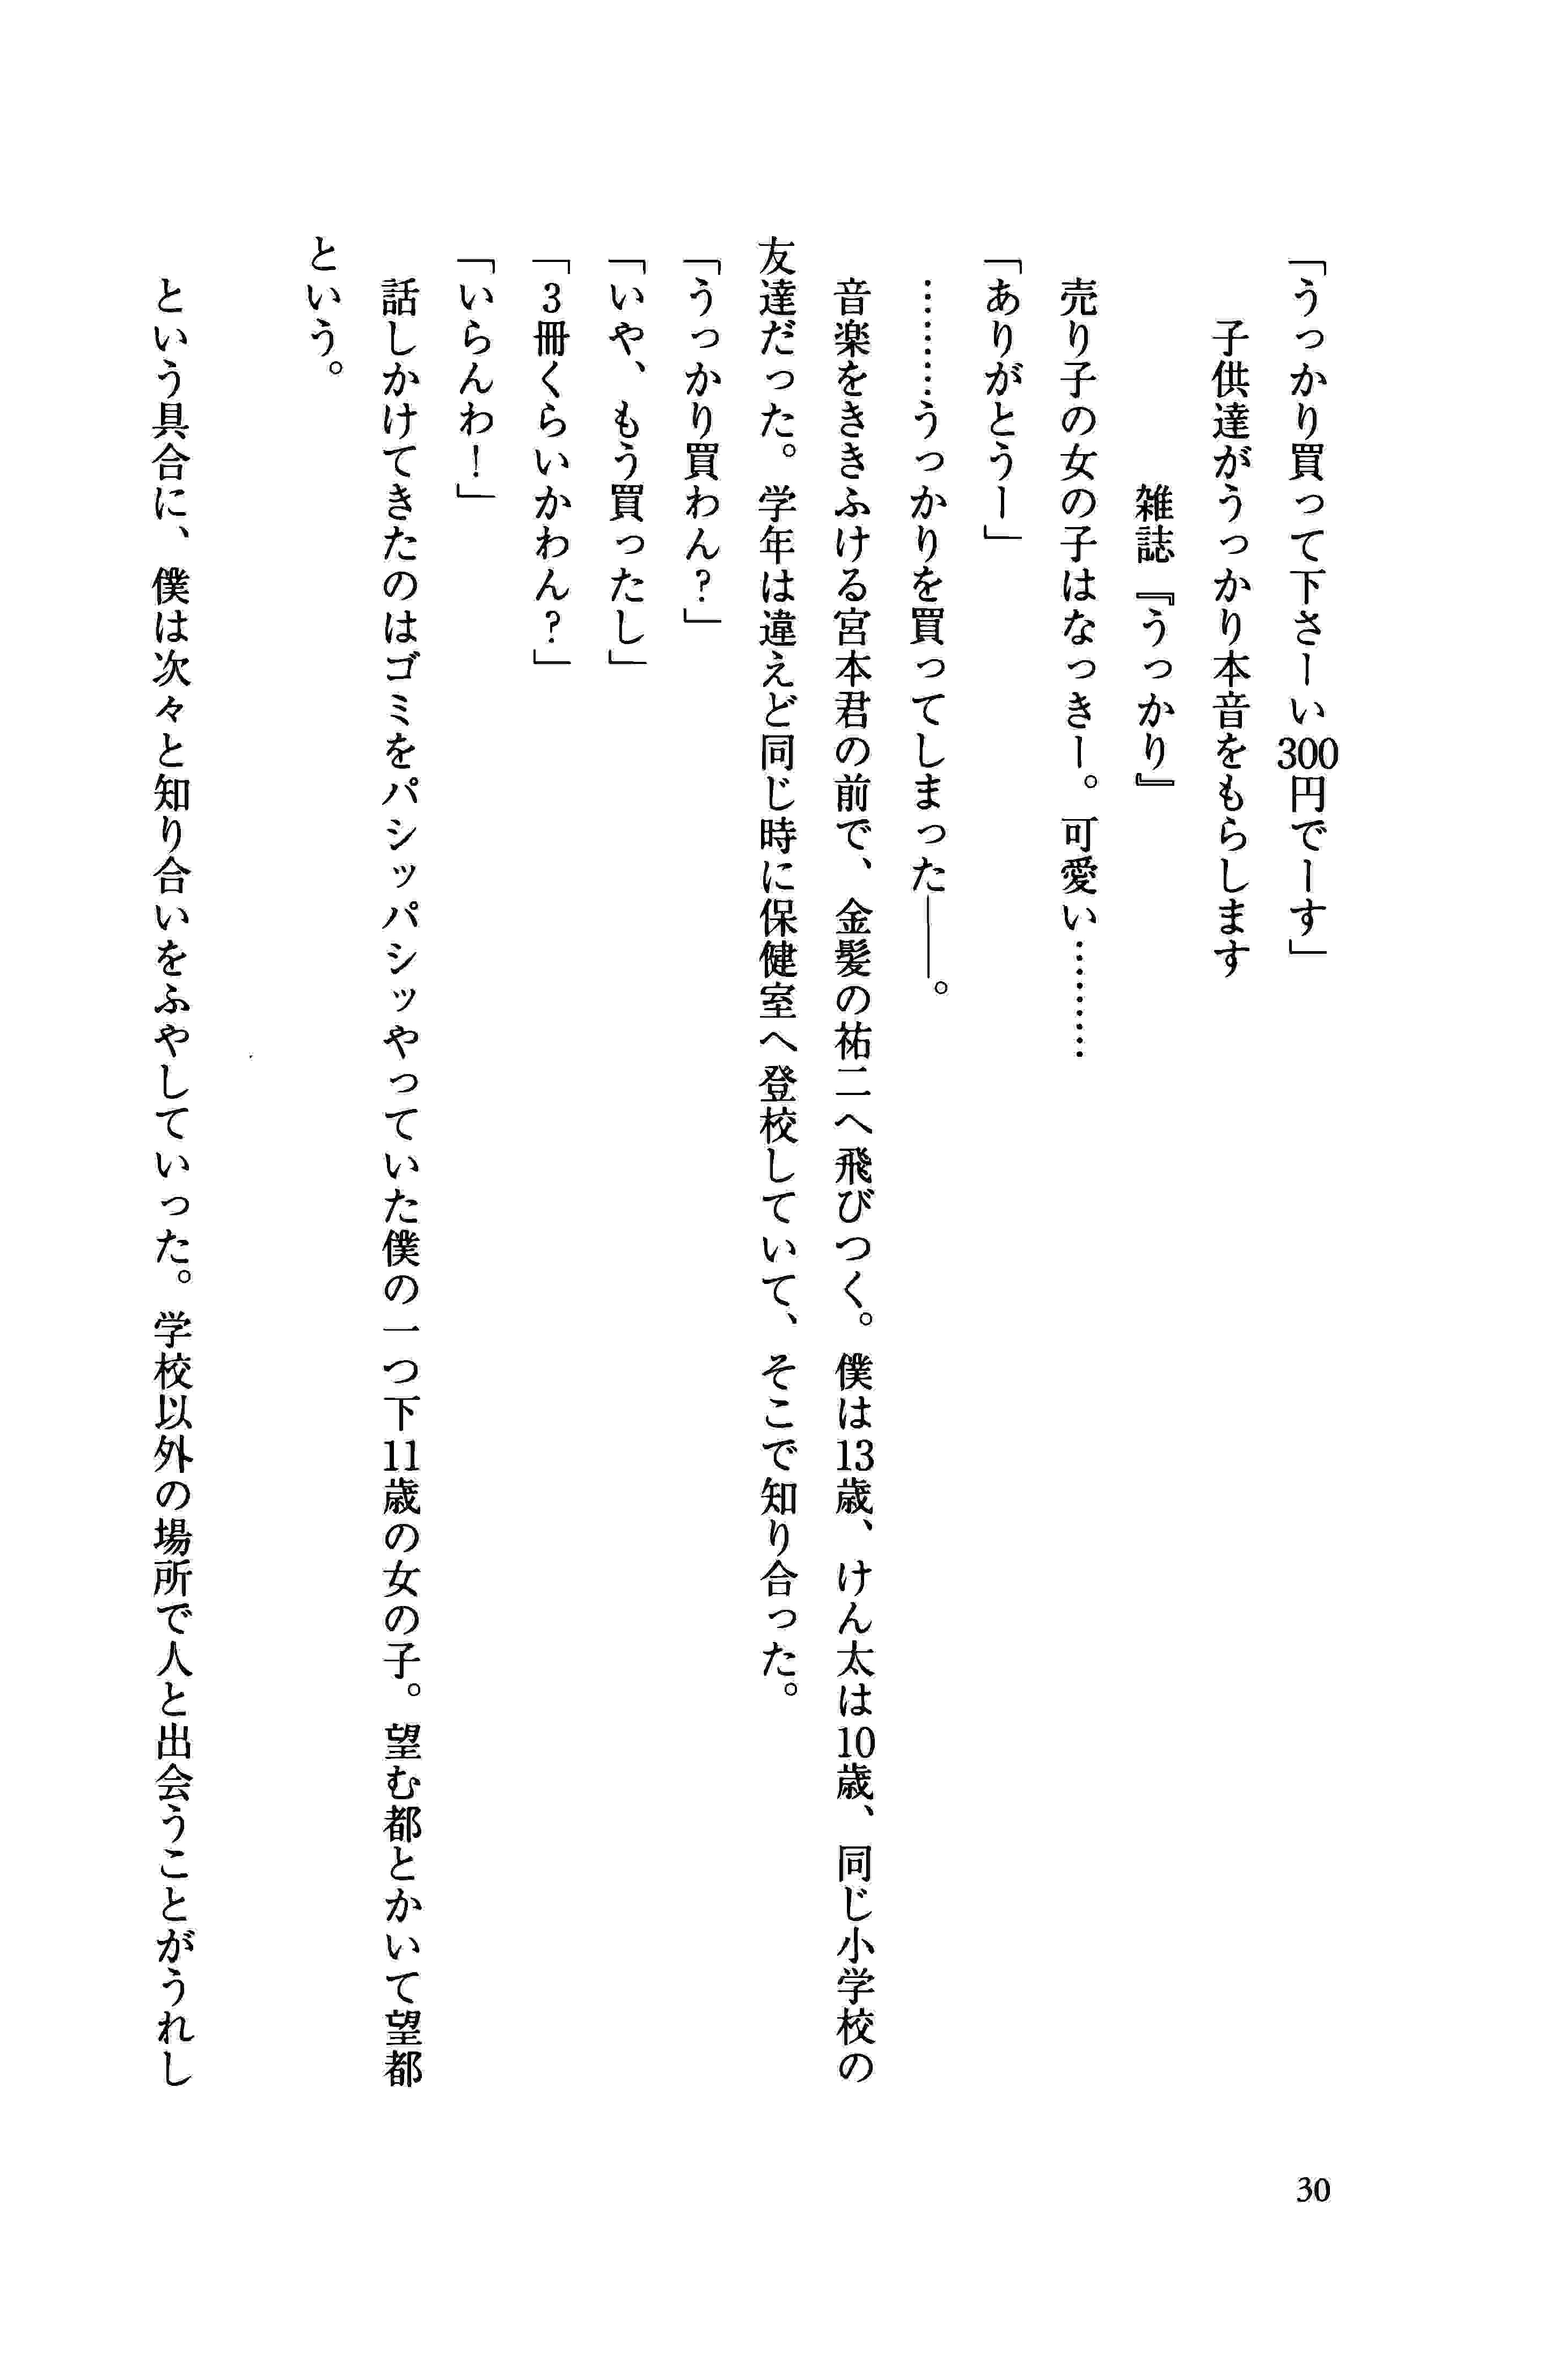 「うっかり買って下さーい300円でーす」
子供達がうっかり本音をもらします
雑誌『うっかり』
売り子の女の子はなっきー。可愛い………
「ありがとうー」
………うっかりを買ってしまった――。
音楽をききふける宮本君の前で、金髪の祐二へ飛びつく。僕は13歳、けん太は10歳、同じ小学校の
友達だった。学年は違えど同じ時に保健室へ登校していて、そこで知り合った。
「うっかり買わん?」
「いや、もう買ったし」
「3冊くらいかわん?」
「いらんわ!」
話しかけてきたのはゴミをパシッパシッやっていた僕の一つ下11歳の女の子。望む都とかいて望都
という。
という具合に、僕は次々と知り合いをふやしていった。学校以外の場所で人と出会うことがうれし
30